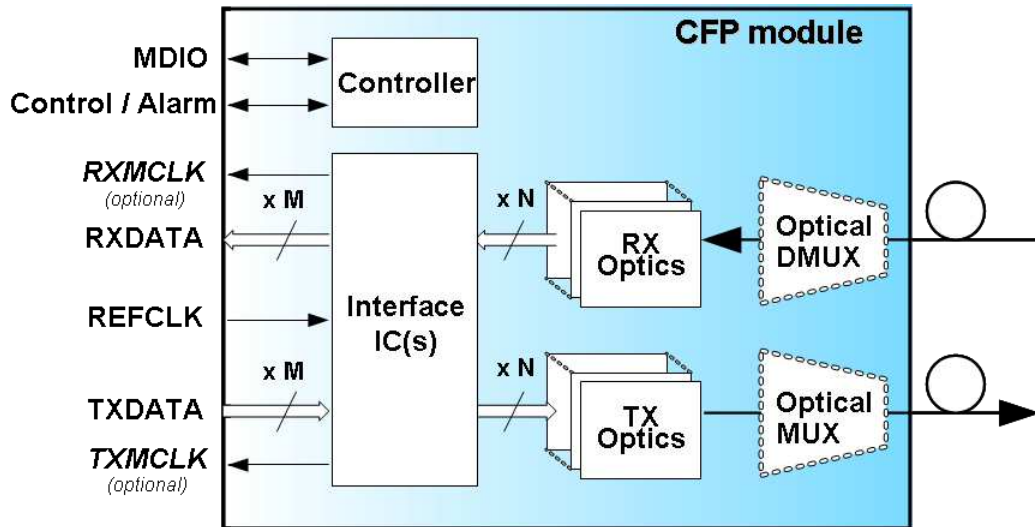 CFP module
MDIO
Control / Alarm
Controller
RXMCLK
(optional)
x M
x N
RXDATA
RX
Optics
Optical
DMUX
REFCLK
Interface
IC(s)
x M
x N
TXDATA
TX
Optics
Optical
MUX
TXMCLK
(optional)